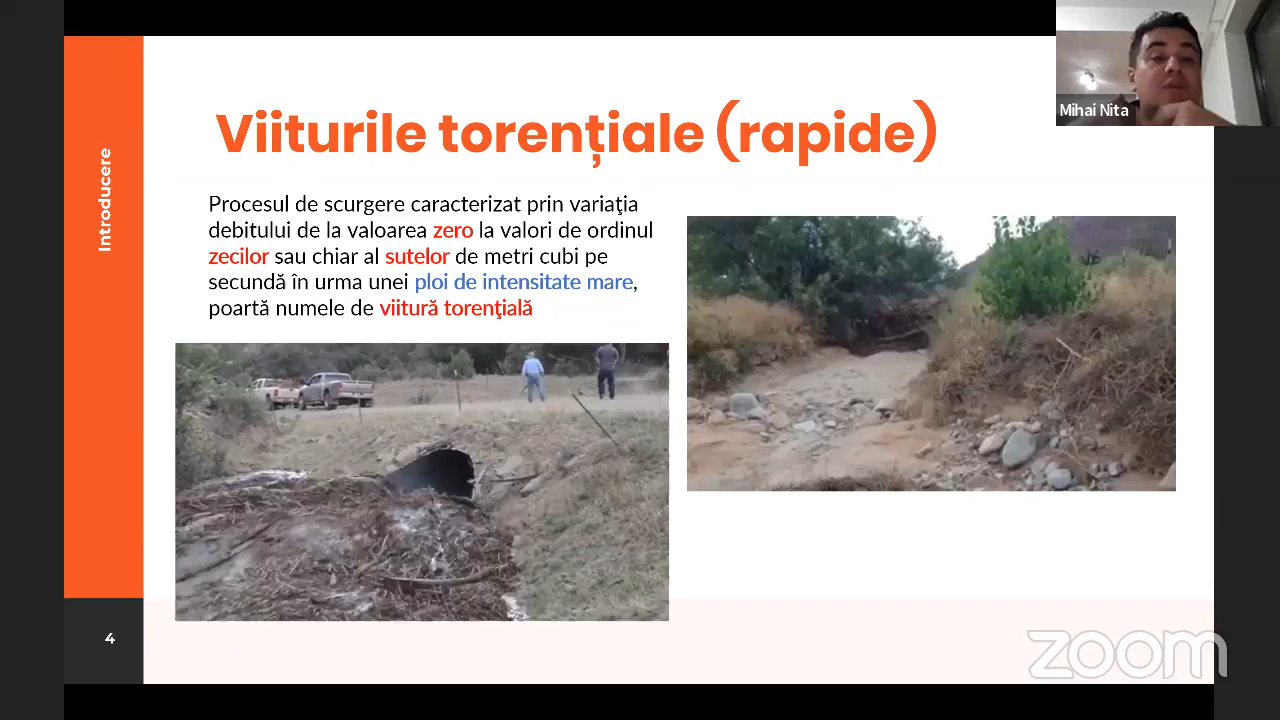 Mihai Nita
Introducere
Viiturile torențiale (rapide)
Procesul de scurgere caracterizat prin variaţia
debitului de la valoarea zero la valori de ordinul
zecilor sau chiar al sutelor de metri cubi pe
secundă în urma unei ploi de intensitate mare,
poartă numele de viitură torenţială
4
zoom